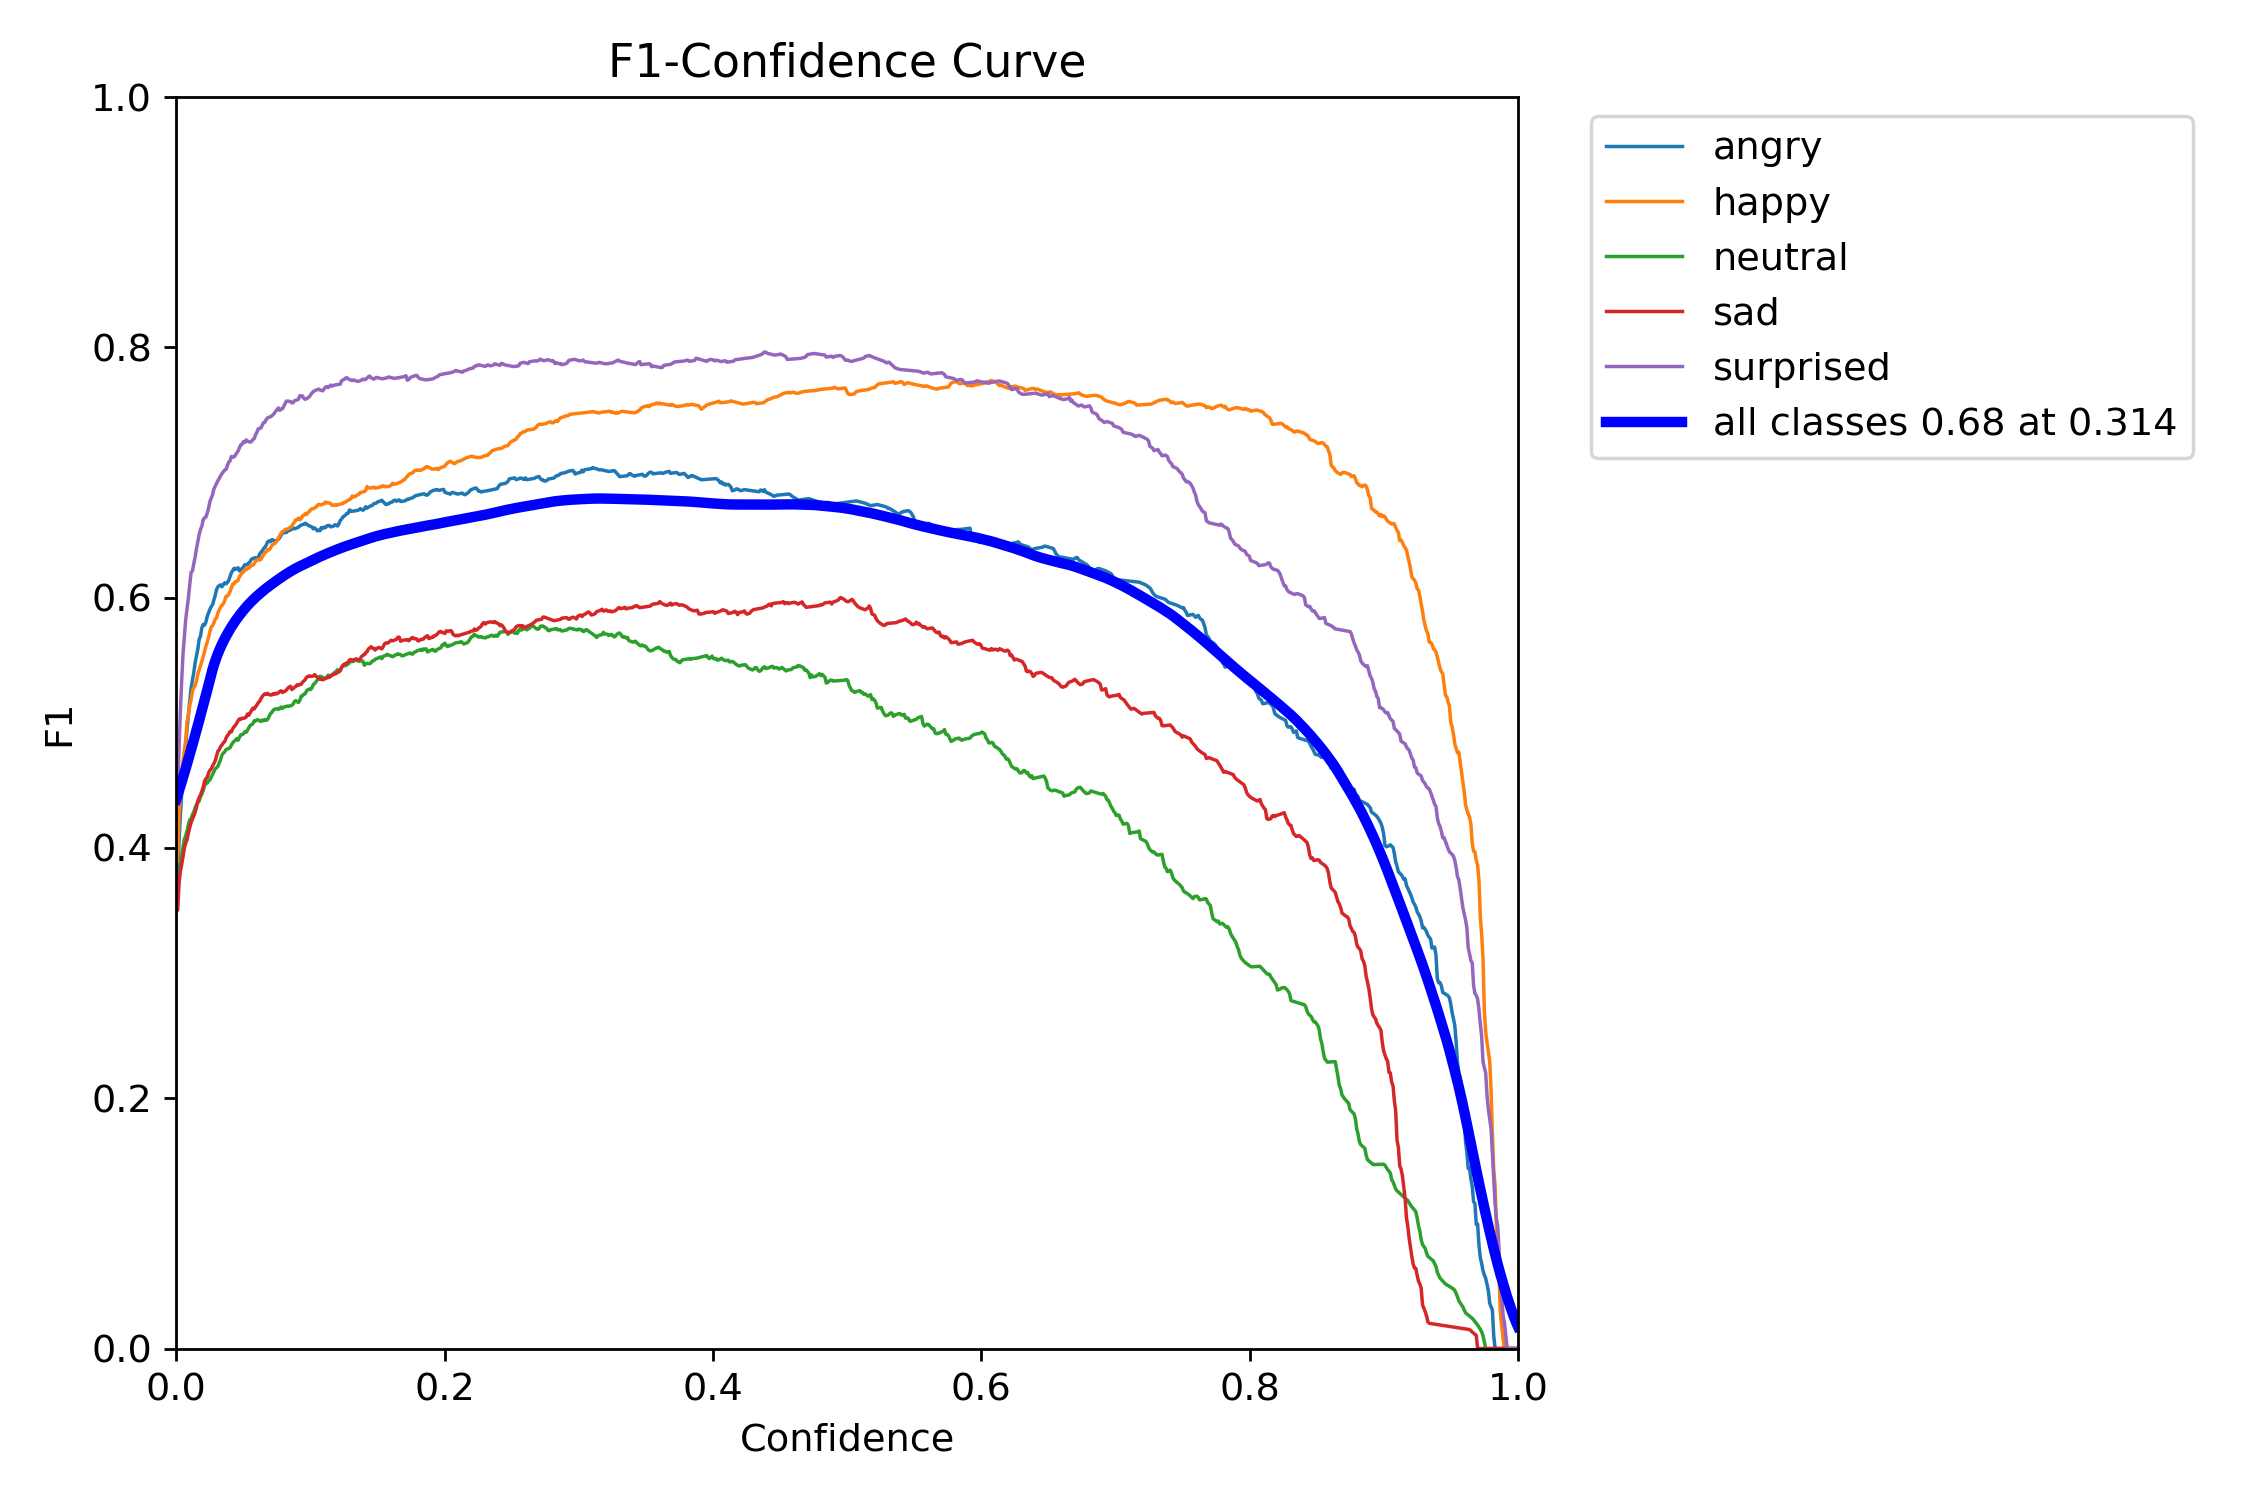 F1-Confidence Curve
1.0
0.8
0.6
0.4
0.2
0.0
F1
0.0 0.2 0.4 0.6 0.8 1.0
Confidence
angry
happy
neutral
sad
surprised
all classes 0.68 at 0.314